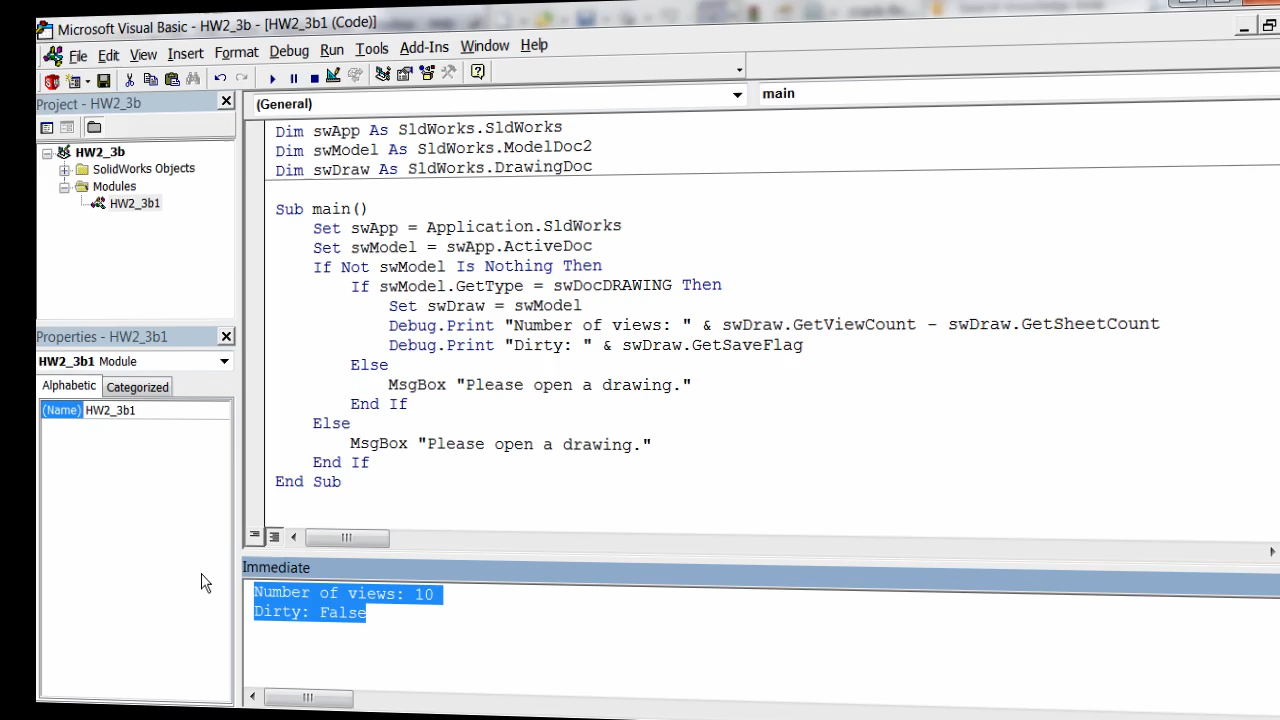 Microsoft Visual Basic - HW2_3b - [HW2_3b1 (Code)]
File Edit View Insert Format Debug Run Tools Add-Ins Window Help
Project - HW2_3b
(General)
main
HW2_3b
SolidWorks Objects
Modules
HW2_3b1
Dim swApp As SldWorks.SldWorks
Dim swModel As SldWorks.ModelDoc2
Dim swDraw As SldWorks.DrawingDoc
Sub main()
Set swApp = Application.SldWorks
Set swModel = swApp.ActiveDoc
If Not swModel Is Nothing Then
If swModel.GetType = swDocDRAWING Then
Set swDraw = swModel
Debug.Print "Number of views: " & swDraw.GetViewCount - swDraw.GetSheetCount
Debug.Print "Dirty: " & swDraw.GetSaveFlag
Else
MsgBox "Please open a drawing."
End If
Else
MsgBox "Please open a drawing."
End If
End Sub
Properties - HW2_3b1
HW2_3b1 Module
Alphabetic Categorized
(Name) HW2_3b1
Immediate
Number of views: 10
Dirty: False